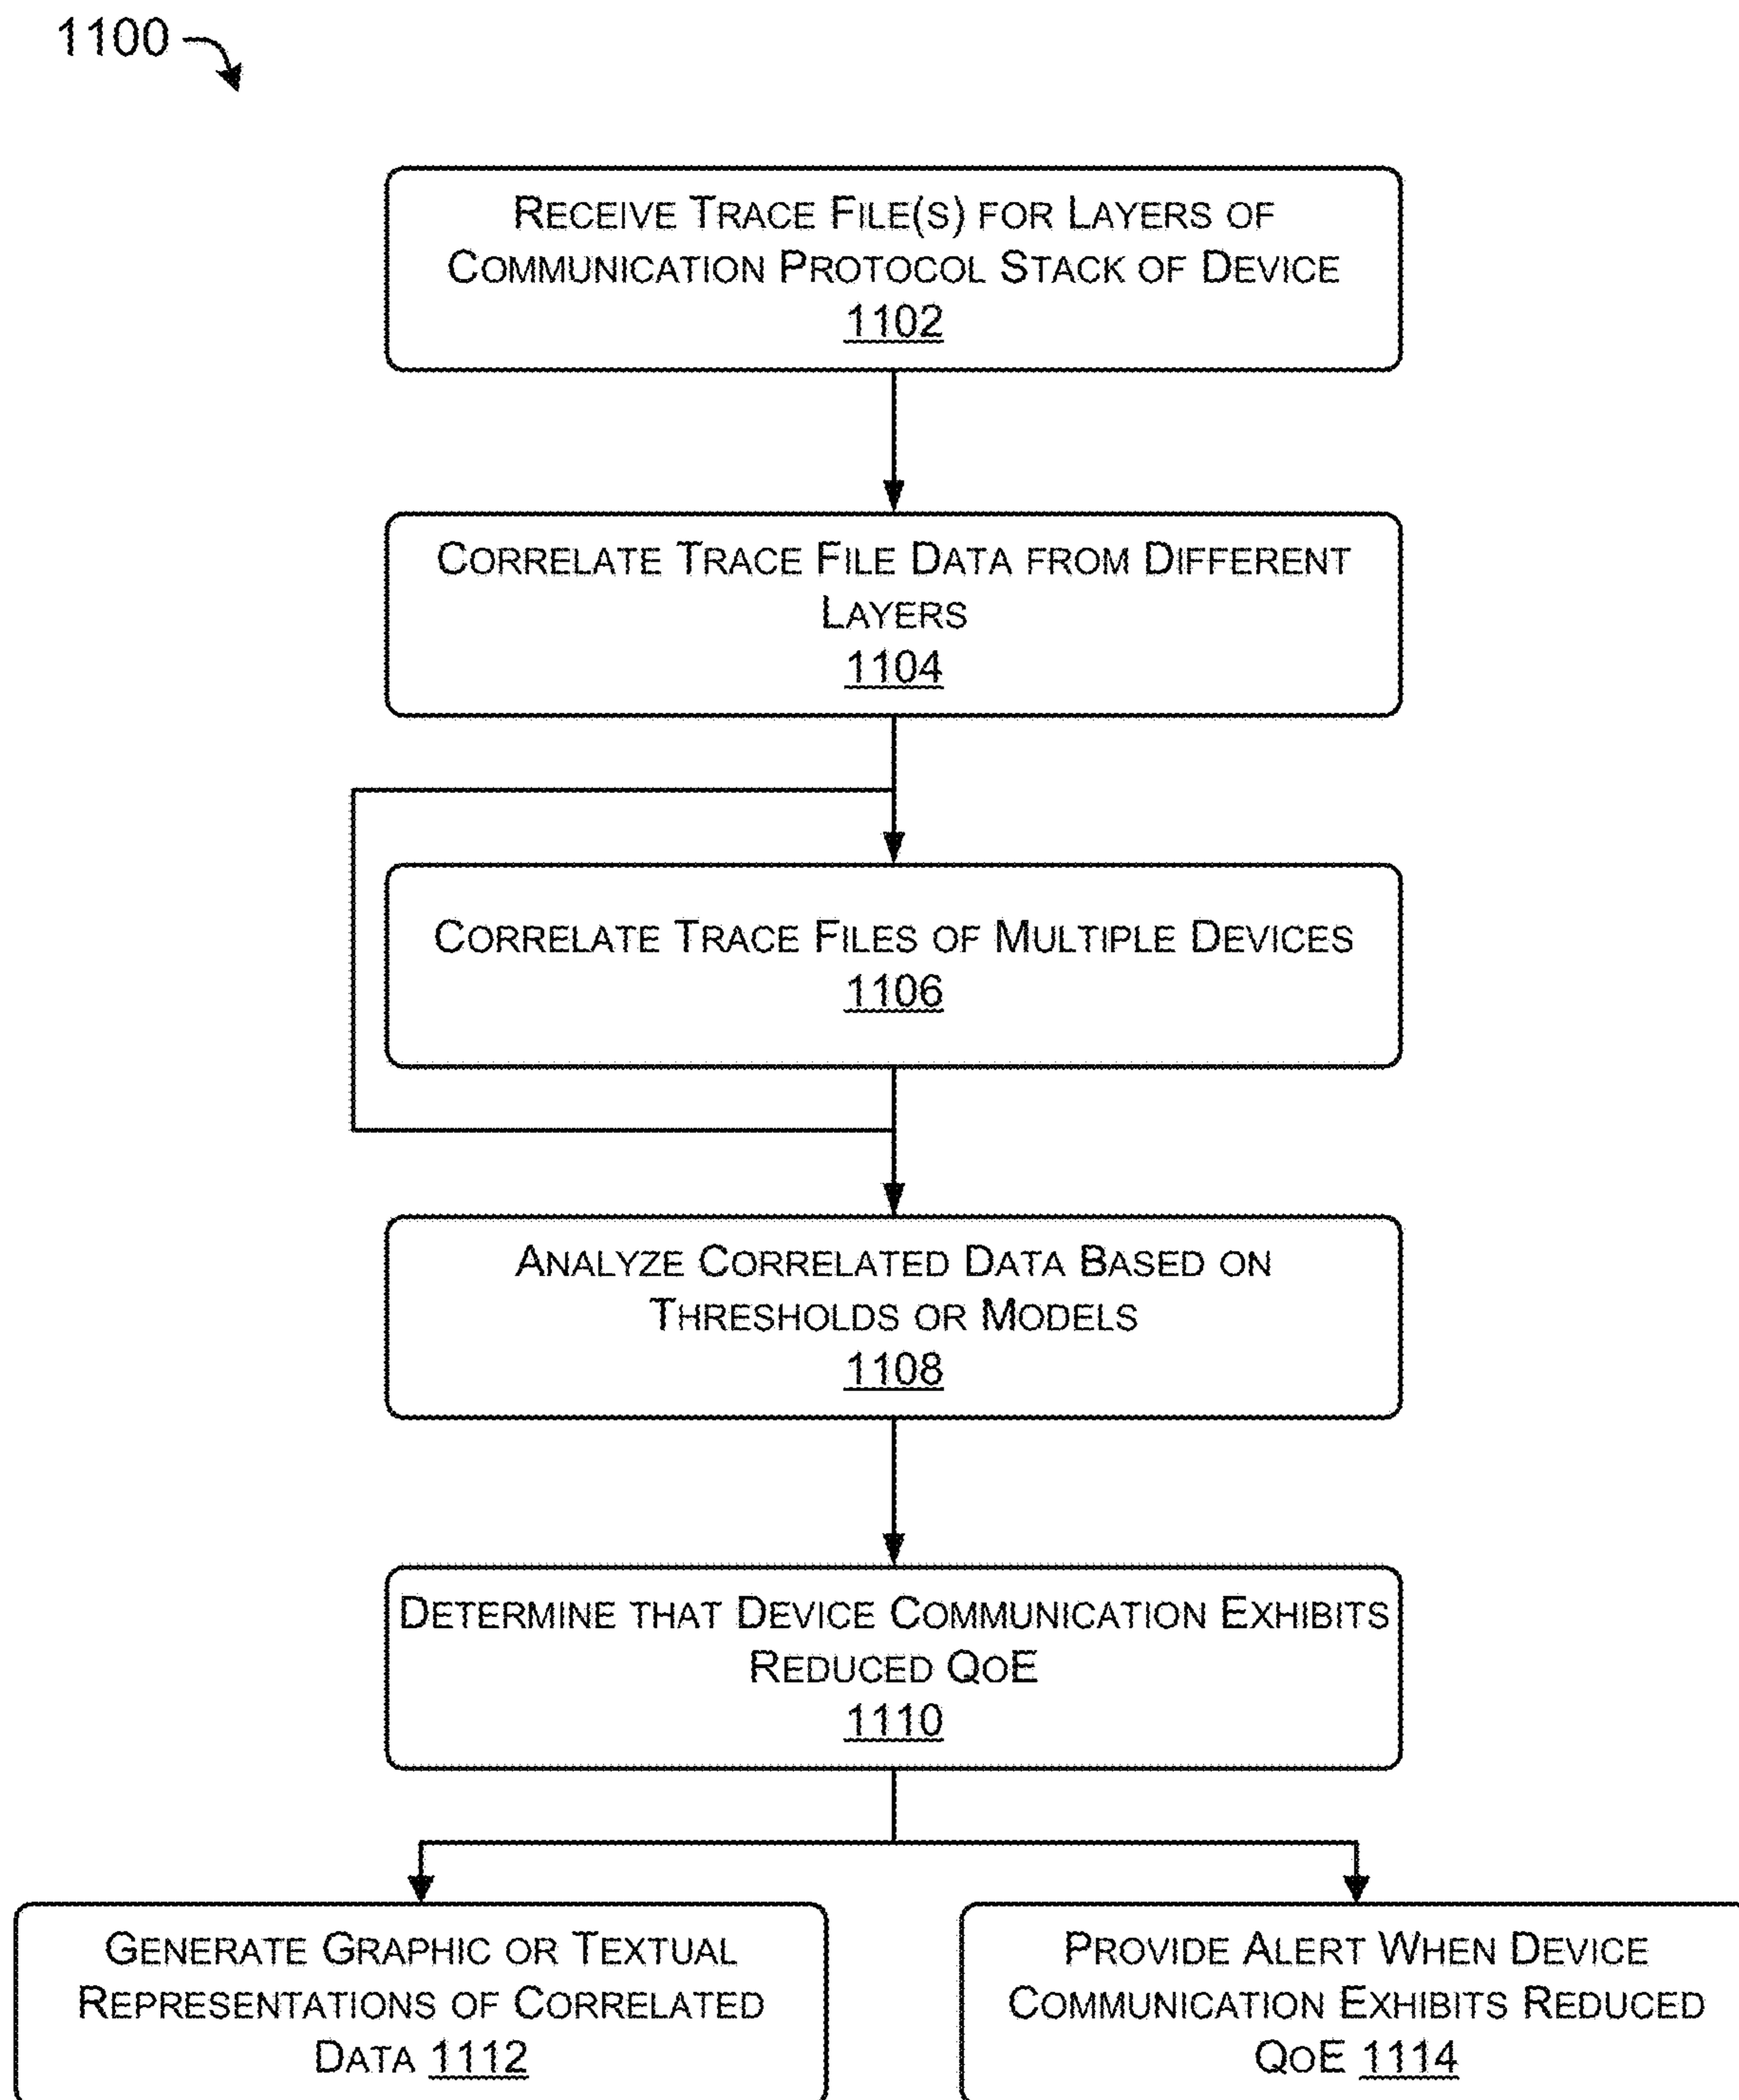 1100
RECEIVE TRACE FILE(S) FOR LAYERS OF
COMMUNICATION PROTOCOL STACK OF DEVICE
1102
CORRELATE TRACE FILE DATA FROM DIFFERENT
LAYERS
1104
CORRELATE TRACE FILES OF MULTIPLE DEVICES
1106
ANALYZE CORRELATED DATA BASED ON
THRESHOLDS OR MODELS
1108
DETERMINE THAT DEVICE COMMUNICATION EXHIBITS
REDUCED QOE
1110
GENERATE GRAPHIC OR TEXTUAL
REPRESENTATIONS OF CORRELATED
DATA 1112
PROVIDE ALERT WHEN DEVICE
COMMUNICATION EXHIBITS REDUCED
QOE 1114